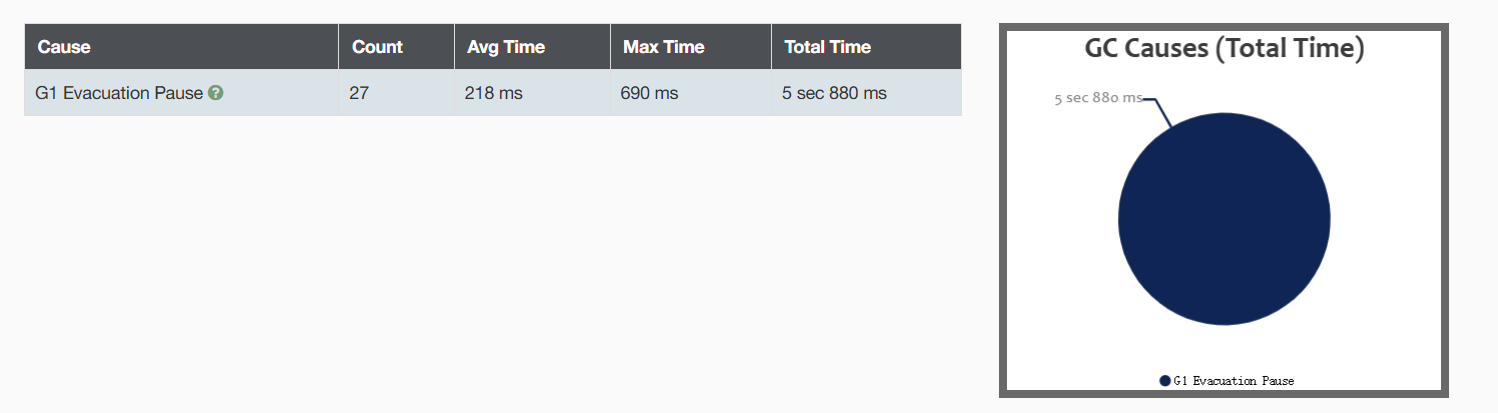 Cause Count Avg Time Max Time Total Time
G1 Evacuation Pause 27 218 ms 690 ms 5 sec 880 ms
GC Causes (Total Time)
5 sec 880 ms
G1 Evacuation Pause